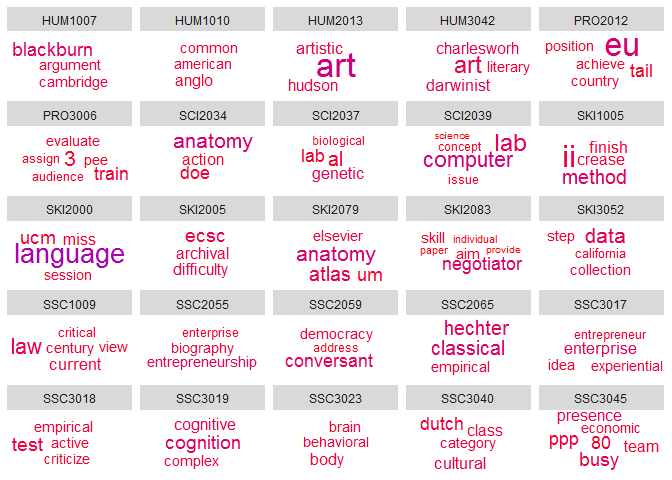 HUM1007 HUM1010 HUM2013 HUM3042 PRO2012
blackburn
argument
cambridge
common
american
anglo
artistic
art
hudson
charlesworh
art literary
darwinist
position eu
achieve
tail
country
PRO3006 SCI2034 SCI2037 SCI2039 SKI1005
evaluate
assign 3 pee
audience train
anatomy
action
doe
biological
lab al
genetic
science
concept lab
computer
issue
finish
ii crease
method
SKI2000 SKI2005 SKI2079 SKI2083 SKI3052
ucm miss
language
session
ecsc
archival
difficulty
elsevier
anatomy
atlas um
skill individual
paper aim provide
negotiator
step data
california
collection
SSC1009 SSC2055 SSC2059 SSC2065 SSC3017
critical
law century view
current
enterprise
biography
entrepreneurship
democracy
address
conversant
hechter
classical
empirical
entrepreneur
enterprise
idea experiential
SSC3018 SSC3019 SSC3023 SSC3040 SSC3045
empirical
test active
criticize
cognitive
cognition
complex
brain
behavioral
body
dutch class
category
cultural
presence
economic
ppp 80 team
busy